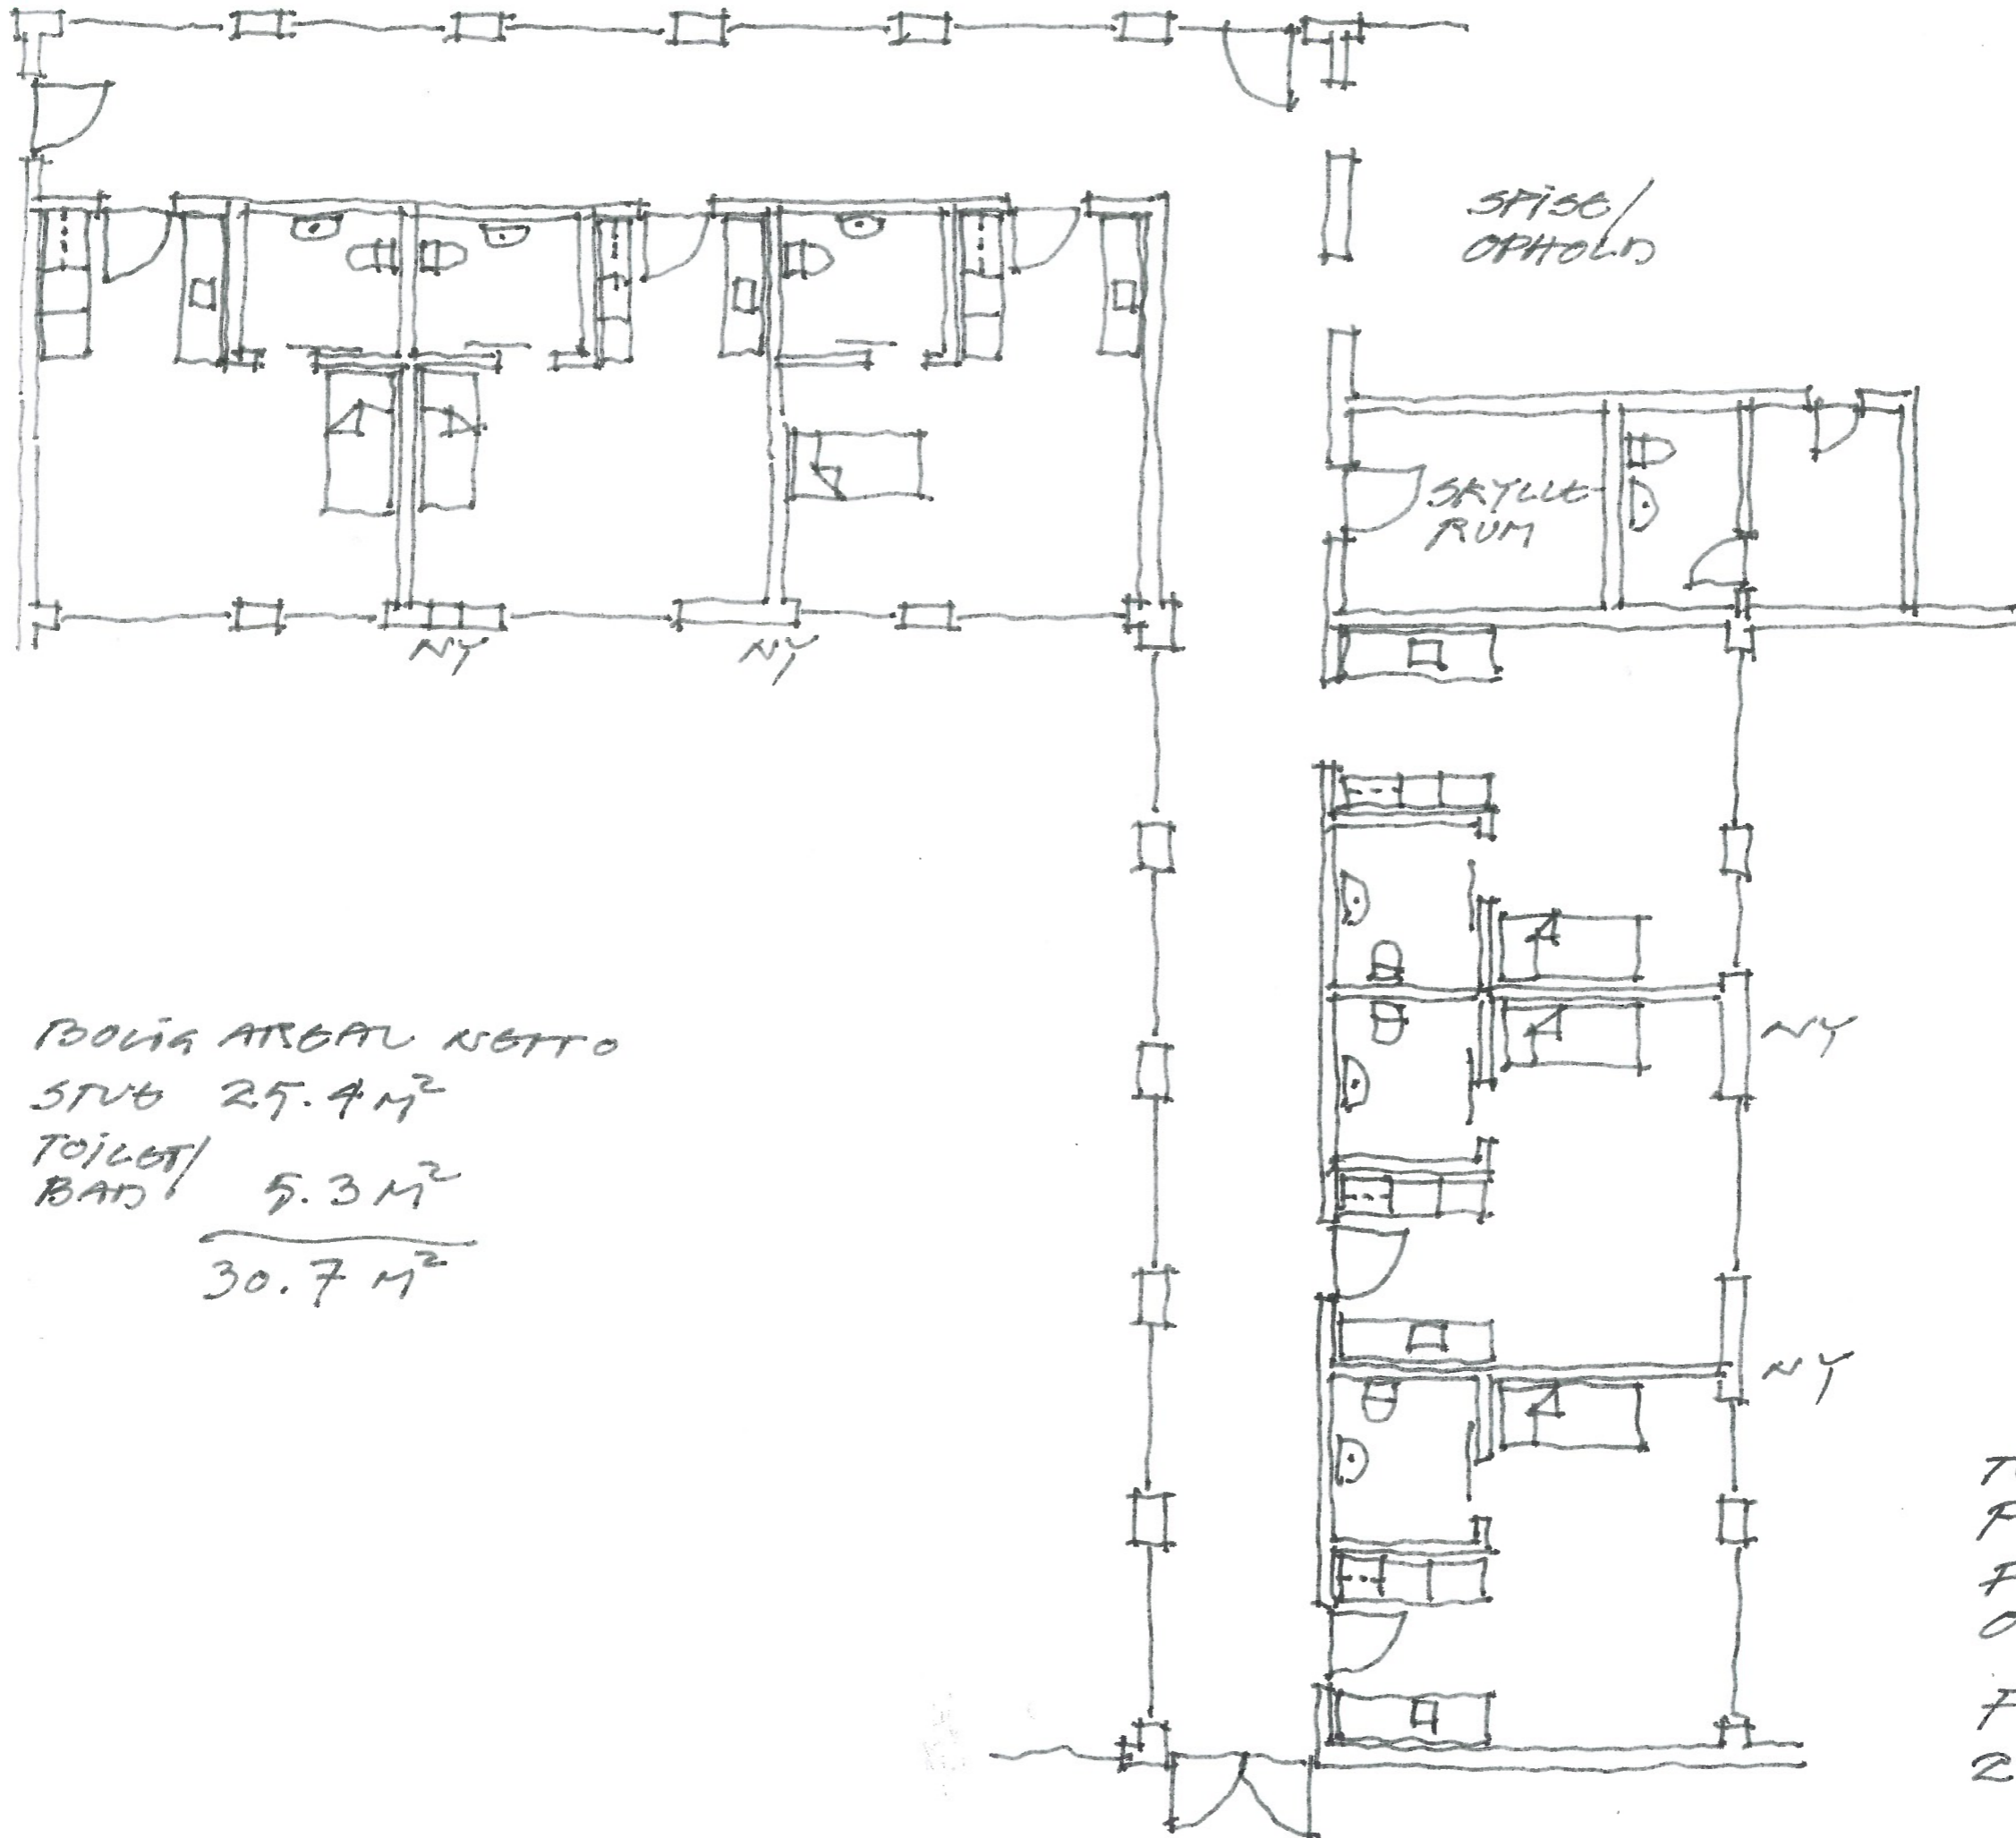 SPISE/
OPHOLD
SKYLLE-
RUM
NY
NY
BOLIG AREAL NETTO
STUE 25.4 M²
TOILET/
BAD 5.3 M²
30.7 M²
NY
NY